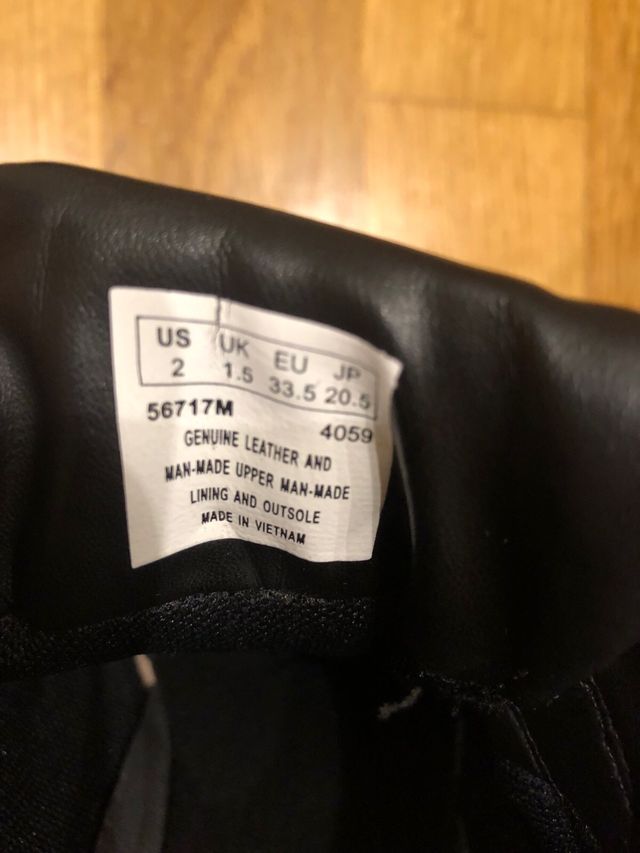 US UK EU JP
2 1.5 33.5 20.5
56717M 4059
GENUINE LEATHER AND
MAN-MADE UPPER MAN-MADE
LINING AND OUTSOLE
MADE IN VIETNAM